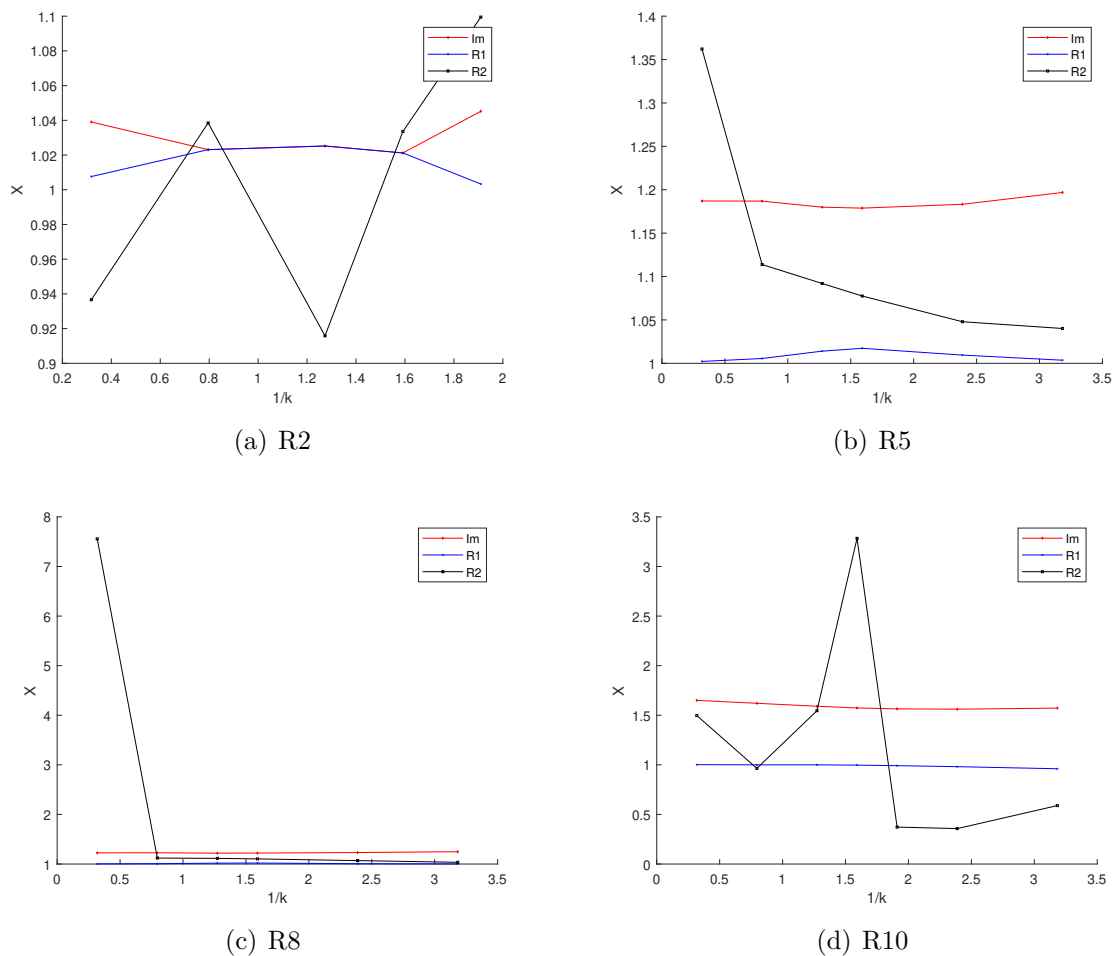 1.1
1.08
1.06
1.04
1.02
1
0.98
0.96
0.94
0.92
0.9
X
0.2 0.4 0.6 0.8 1 1.2 1.4 1.6 1.8 2
1/k
Im
R1
R2
(a) R2
1.4
1.35
1.3
1.25
1.2
1.15
1.1
1.05
1
X
0 0.5 1 1.5 2 2.5 3 3.5
1/k
Im
R1
R2
(b) R5
8
7
6
5
4
3
2
1
X
0 0.5 1 1.5 2 2.5 3 3.5
1/k
Im
R1
R2
(c) R8
3.5
3
2.5
2
1.5
1
0.5
0
X
0 0.5 1 1.5 2 2.5 3 3.5
1/k
Im
R1
R2
(d) R10